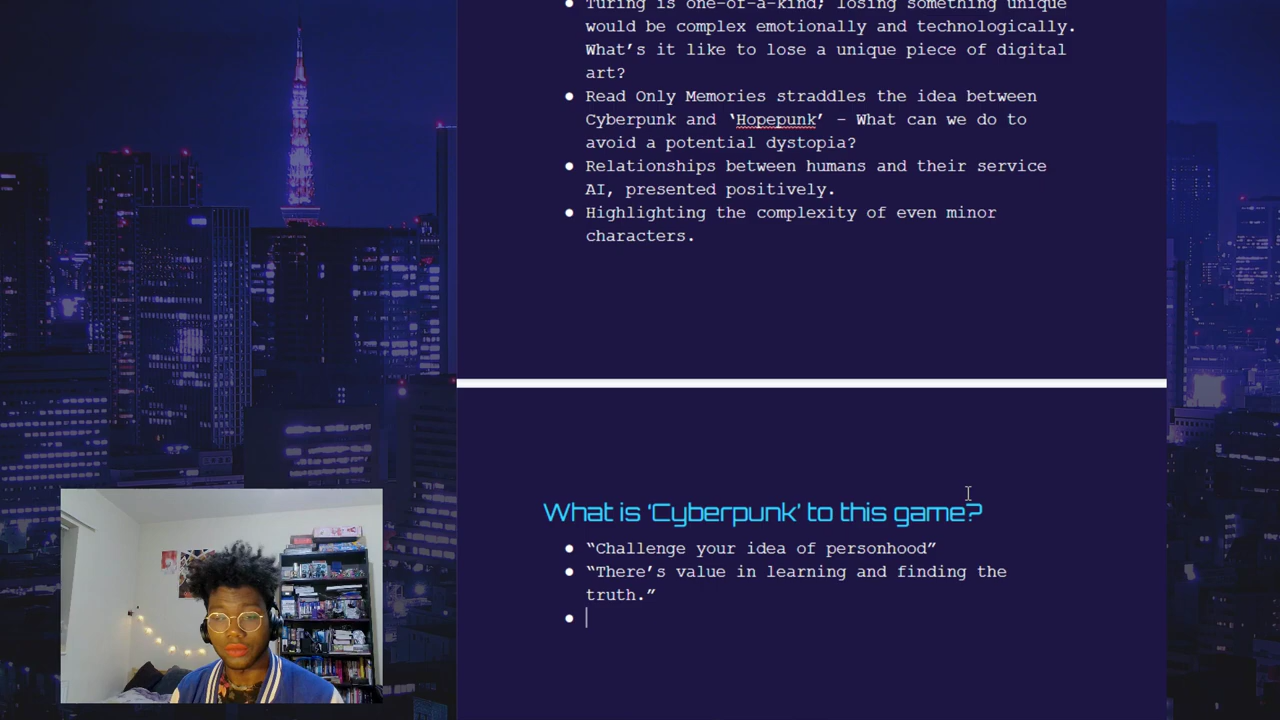 Turing is one-of-a-kind; losing something unique
would be complex emotionally and technologically.
What's it like to lose a unique piece of digital
art?
Read Only Memories straddles the idea between
Cyberpunk and ‘Hopepunk’ – What can we do to
avoid a potential dystopia?
Relationships between humans and their service
AI, presented positively.
Highlighting the complexity of even minor
characters.
What is ‘Cyberpunk’ to this game?
“Challenge your idea of personhood”
“There’s value in learning and finding the
truth.”